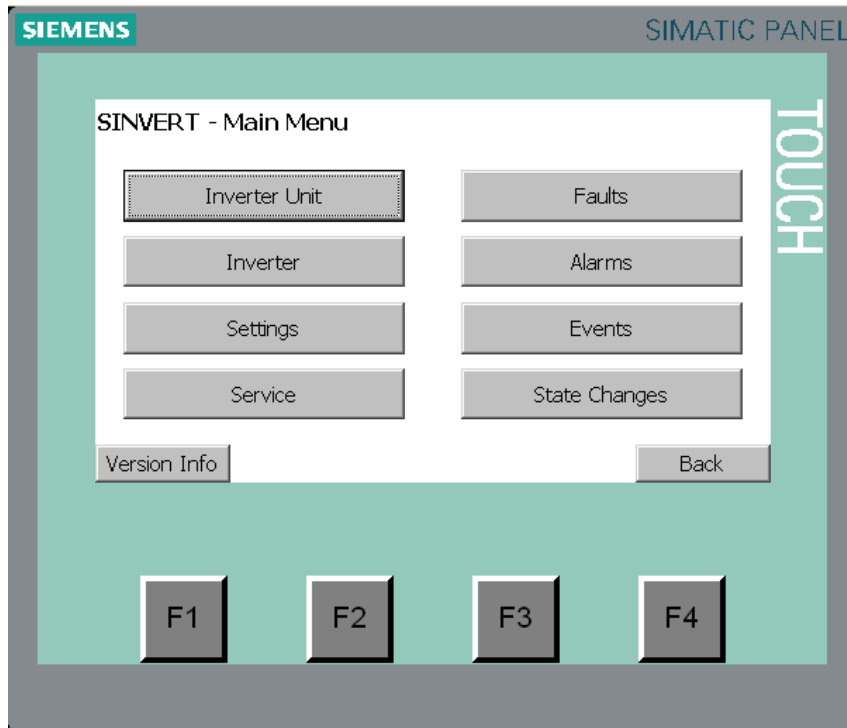 SIEMENS
SIMATIC PANEL
TOUCH
SINVERT - Main Menu
Inverter Unit
Faults
Inverter
Alarms
Settings
Events
Service
State Changes
Version Info
Back
F1
F2
F3
F4